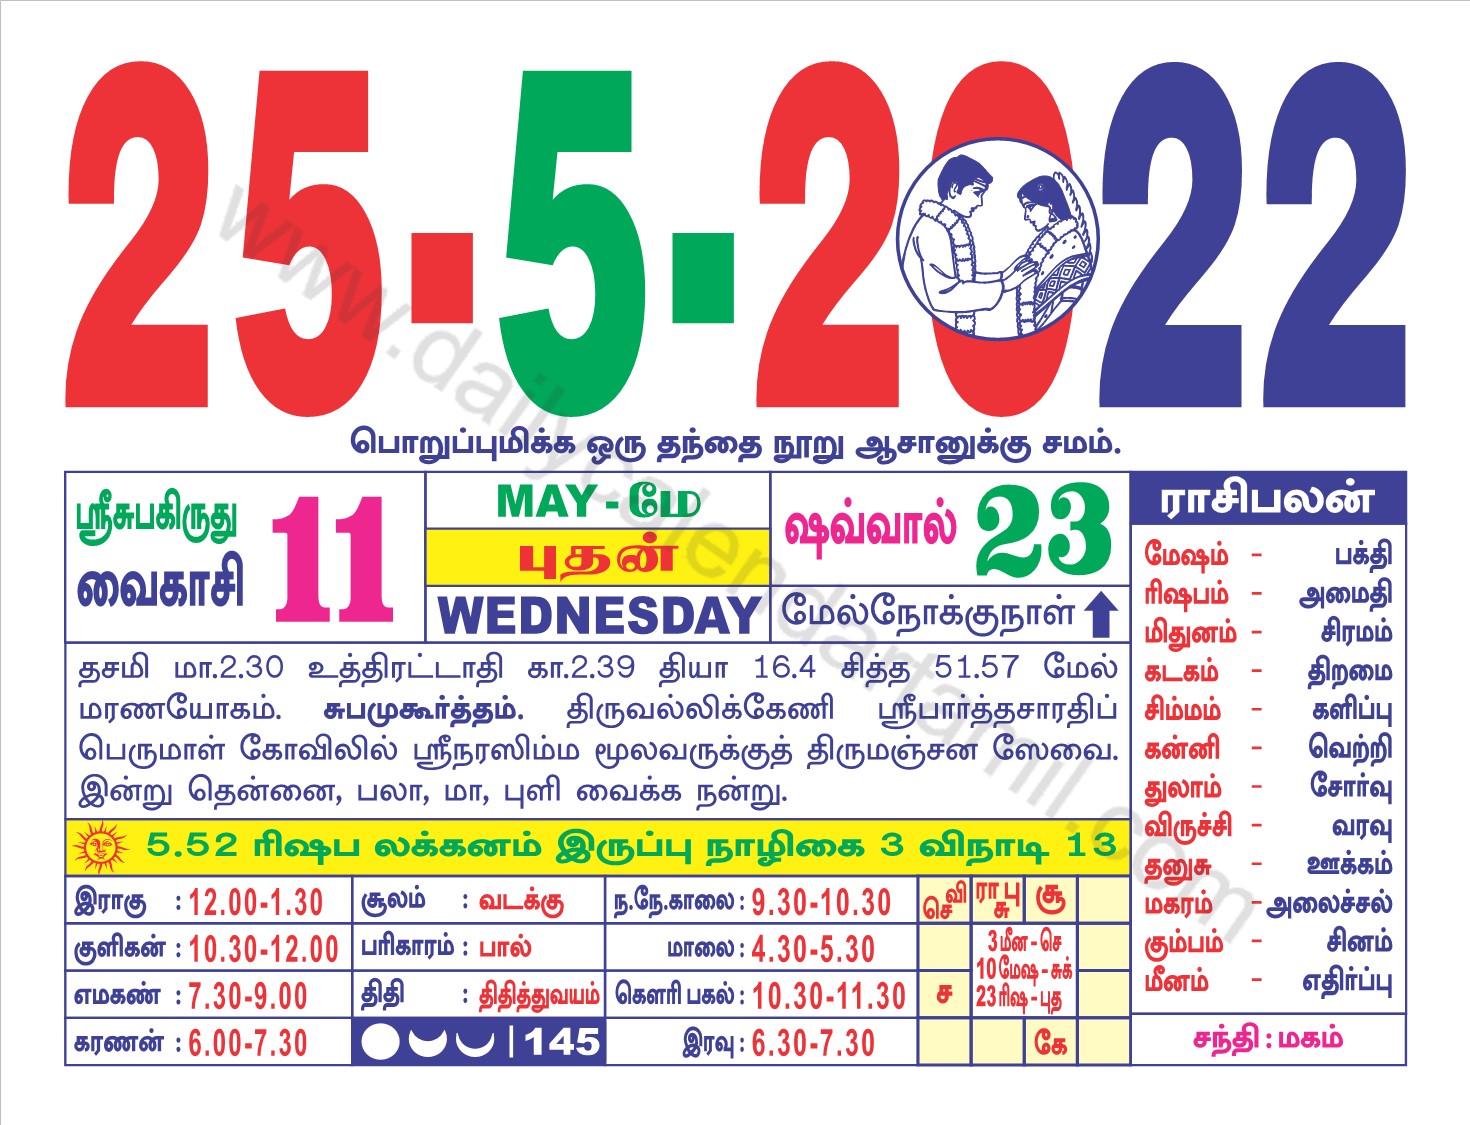 25-5-2022
பொறுப்புமிக்க ஒரு தந்தை நூறு ஆசானுக்கு சமம்.
ஸ்ரீசுபகிருது
வைகாசி 11
MAY - மே
புதன்
WEDNESDAY
ஷவ்வால் 23
மேல்நோக்குநாள்
தசமி மா.2.30 உத்திரட்டாதி கா.2.39 தியா 16.4 சித்த 51.57 மேல்
மரணயோகம். சுபமுகூர்த்தம். திருவல்லிக்கேணி ஸ்ரீபார்த்தசாரதிப்
பெருமாள் கோவிலில் ஸ்ரீநரஸிம்ம மூலவருக்குத் திருமஞ்சன ஸேவை.
இன்று தென்னை, பலா, மா, புளி வைக்க நன்று.
5.52 ரிஷப லக்கனம் இருப்பு நாழிகை 3 விநாடி 13
இராகு : 12.00-1.30
குளிகன் : 10.30-12.00
எமகண் : 7.30-9.00
கரணன் : 6.00-7.30
சூலம் : வடக்கு
பரிகாரம் : பால்
திதி : திதித்துவயம்
| 145
ந.நே.காலை : 9.30-10.30
மாலை : 4.30-5.30
கௌரி பகல் : 10.30-11.30
இரவு : 6.30-7.30
வி
செ
ராபு
சு
சூ
3மீன-செ
10மேஷ-சுக்
23ரிஷ-புத
ச
கே
ராசிபலன்
மேஷம் - பக்தி
ரிஷபம் - அமைதி
மிதுனம் - சிரமம்
கடகம் - திறமை
சிம்மம் - களிப்பு
கன்னி - வெற்றி
துலாம் - சோர்வு
விருச்சி - வரவு
தனுசு - ஊக்கம்
மகரம் - அலைச்சல்
கும்பம் - சினம்
மீனம் - எதிர்ப்பு
சந்தி : மகம்
www.dailycalendartamil.com